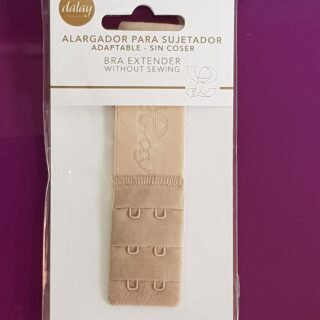 dalay
ALARGADOR PARA SUJETADOR
ADAPTABLE - SIN COSER
BRA EXTENDER
WITHOUT SEWING